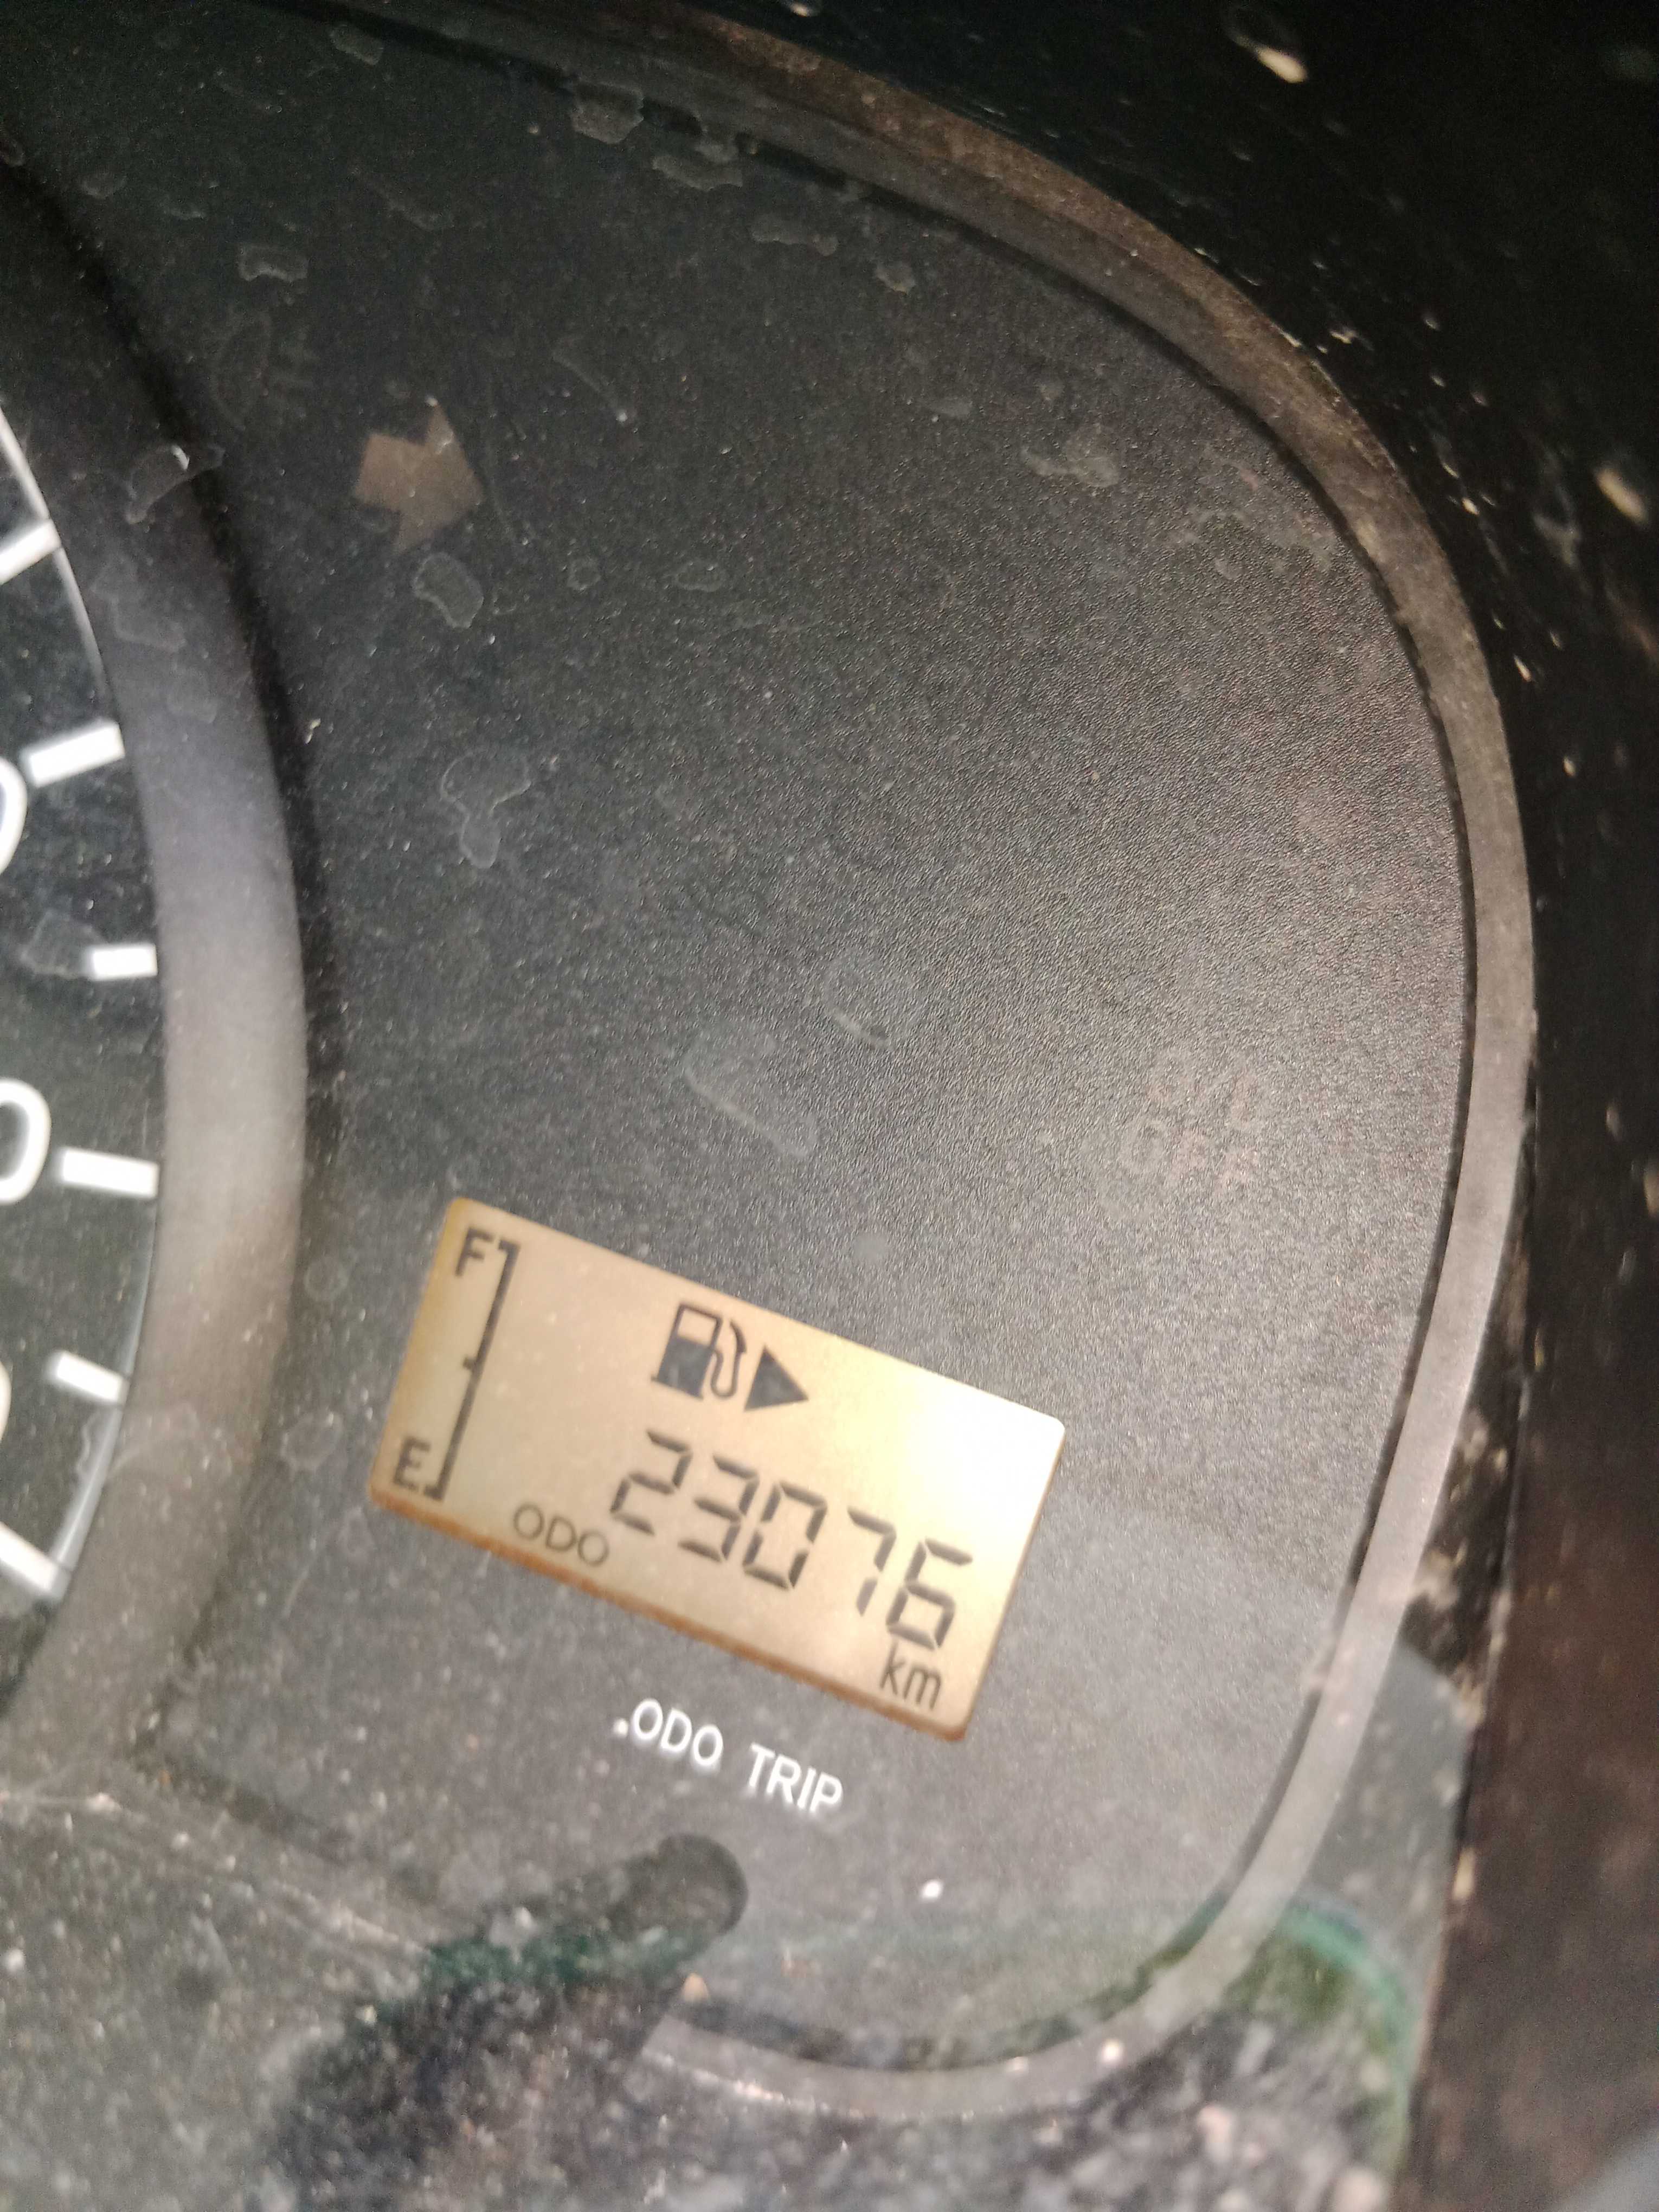 F
E
ODO 23076
km
.ODO TRIP